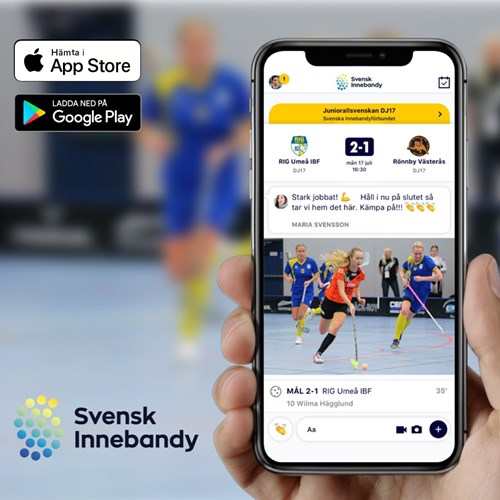 Hämta i
App Store
LADDA NED PÅ
Google Play
1
Svensk
Innebandy
Juniorallsvenskan DJ17
Svenska Innebandyförbundet
2-1
RIG Umeå IBF
DJ17
mån 17 juli
16:30
Rönnby Västerås
DJ17
Stark jobbat! 💪 Håll i nu på slutet så
tar vi hem det här. Kämpa på!!! 👏👏👏
MARIA SVENSSON
MÅL 2-1 RIG Umeå IBF 35'
10 Wilma Hägglund
Aa
Svensk
Innebandy